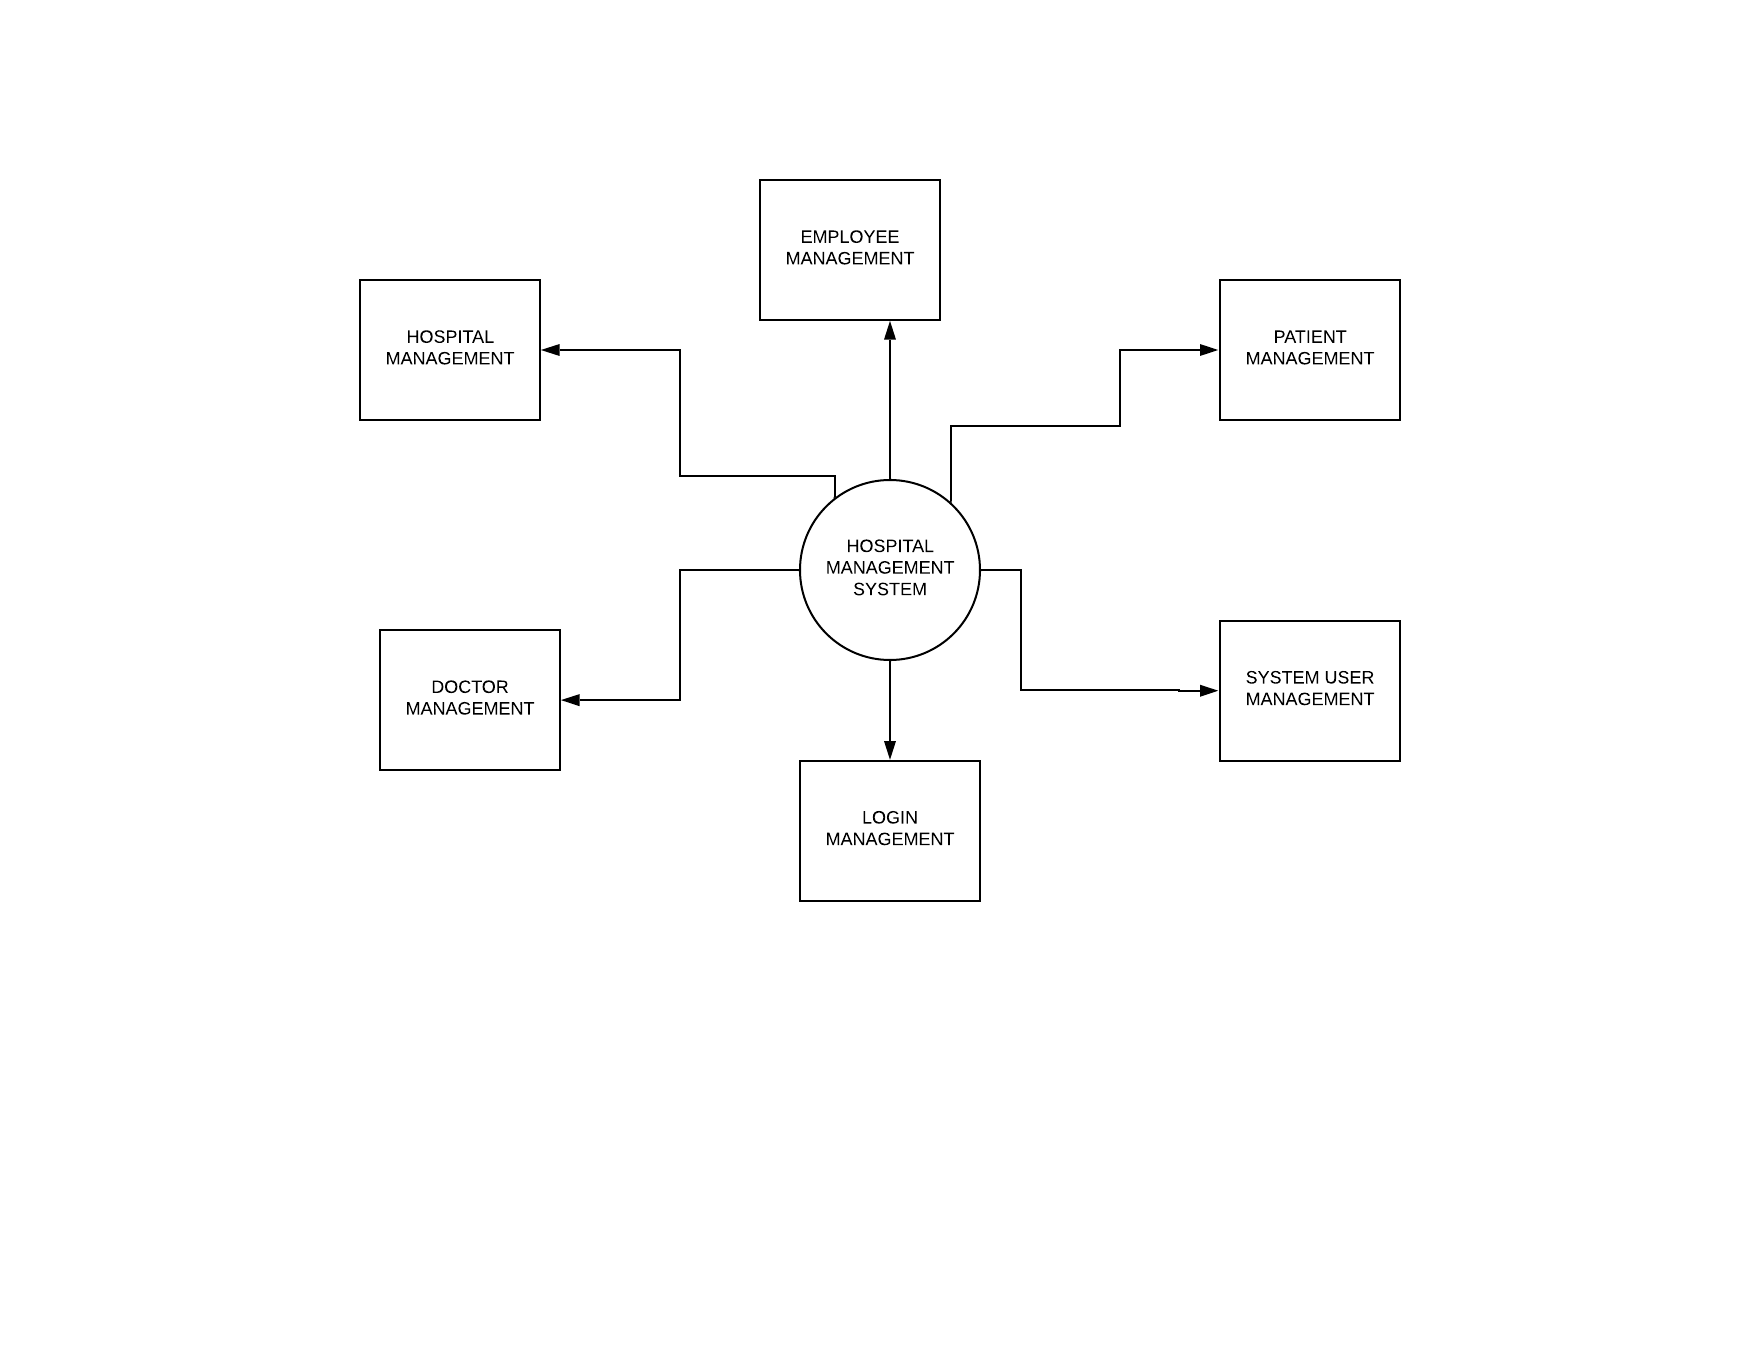 EMPLOYEE
MANAGEMENT
HOSPITAL
MANAGEMENT
PATIENT
MANAGEMENT
HOSPITAL
MANAGEMENT
SYSTEM
DOCTOR
MANAGEMENT
SYSTEM USER
MANAGEMENT
LOGIN
MANAGEMENT